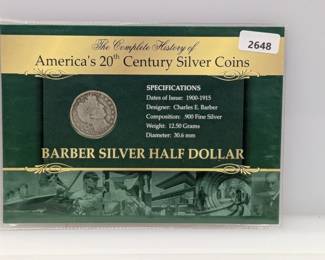 2648
The Complete History of
America's 20th Century Silver Coins
SPECIFICATIONS
Dates of Issue: 1900-1915
Designer: Charles E. Barber
Composition: .900 Fine Silver
Weight: 12.50 Grams
Diameter: 30.6 mm
BARBER SILVER HALF DOLLAR